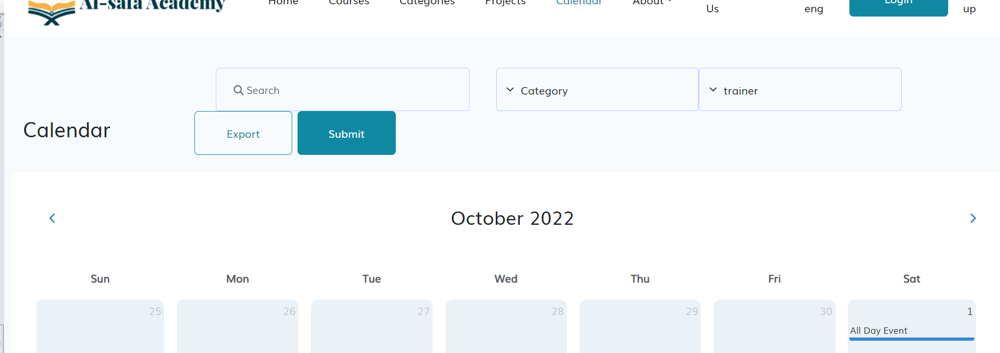 Al-safa Academy
Home Courses Categories Projects Calendar About
Us eng Login up
Search
Category
trainer
Calendar
Export
Submit
October 2022
Sun Mon Tue Wed Thu Fri Sat
25 26 27 28 29 30 1
All Day Event